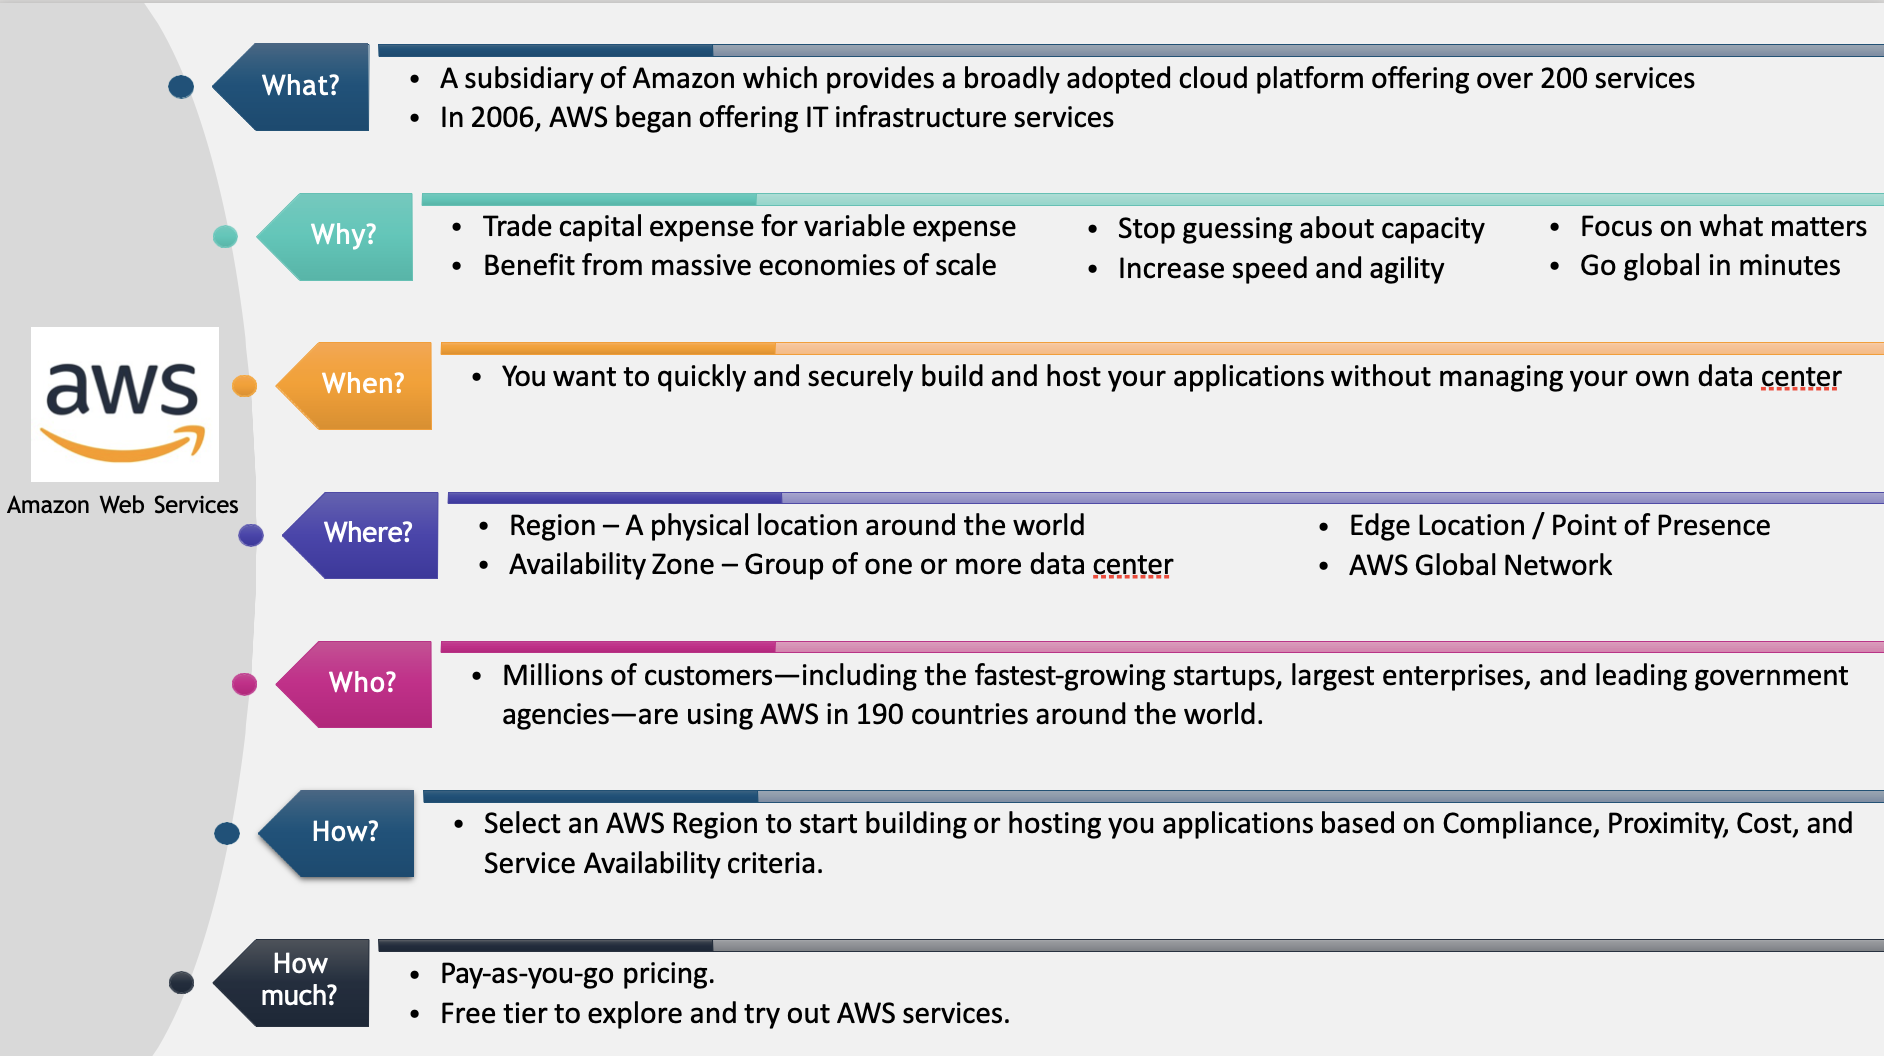 What?
• A subsidiary of Amazon which provides a broadly adopted cloud platform offering over 200 services
• In 2006, AWS began offering IT infrastructure services
Why?
• Trade capital expense for variable expense
• Benefit from massive economies of scale
• Stop guessing about capacity
• Increase speed and agility
• Focus on what matters
• Go global in minutes
aws
Amazon Web Services
When?
• You want to quickly and securely build and host your applications without managing your own data center
Where?
• Region – A physical location around the world
• Availability Zone – Group of one or more data center
• Edge Location / Point of Presence
• AWS Global Network
Who?
• Millions of customers—including the fastest-growing startups, largest enterprises, and leading government
agencies—are using AWS in 190 countries around the world.
How?
• Select an AWS Region to start building or hosting you applications based on Compliance, Proximity, Cost, and
Service Availability criteria.
How
much?
• Pay-as-you-go pricing.
• Free tier to explore and try out AWS services.